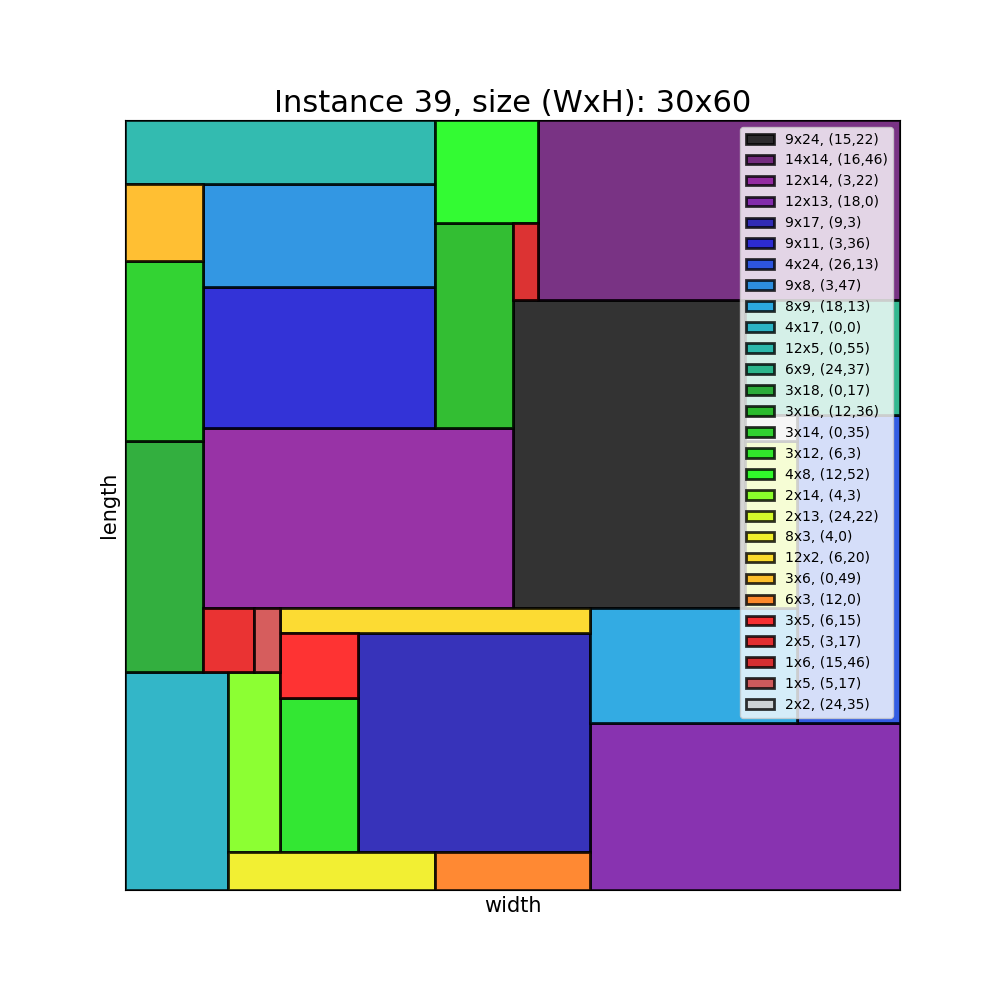 Instance 39, size (WxH): 30x60
9x24, (15,22)
14x14, (16,46)
12x14, (3,22)
12x13, (18,0)
9x17, (9,3)
9x11, (3,36)
4x24, (26,13)
9x8, (3,47)
8x9, (18,13)
4x17, (0,0)
12x5, (0,55)
6x9, (24,37)
3x18, (0,17)
3x16, (12,36)
3x14, (0,35)
3x12, (6,3)
4x8, (12,52)
2x14, (4,3)
2x13, (24,22)
8x3, (4,0)
12x2, (6,20)
3x6, (0,49)
6x3, (12,0)
3x5, (6,15)
2x5, (3,17)
1x6, (15,46)
1x5, (5,17)
2x2, (24,35)
length
width